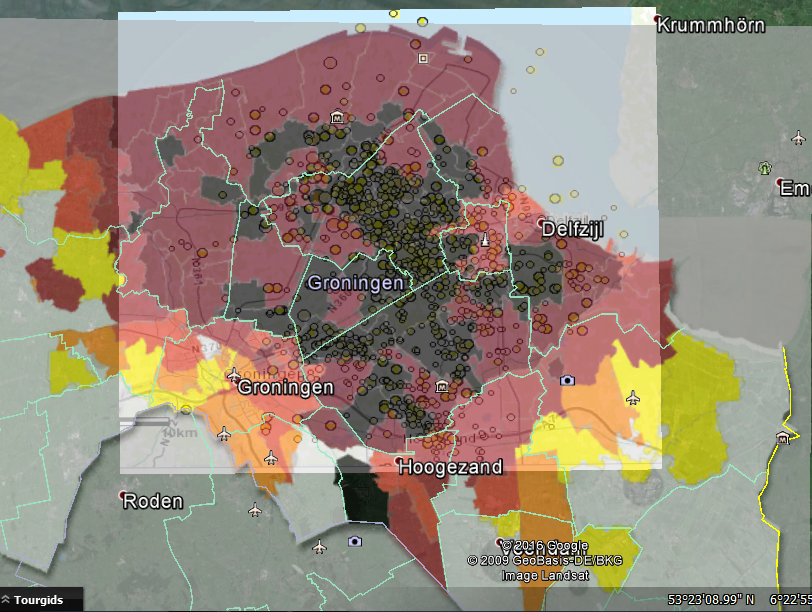 Krummhörn
Em
Delfzijl
Groningen
Groningen
10km
Hoogezand
Roden
Veendam
© 2016 Google
© 2009 GeoBasis-DE/BKG
Image Landsat
Tourgids
53°23'08.99" N 6°22'55